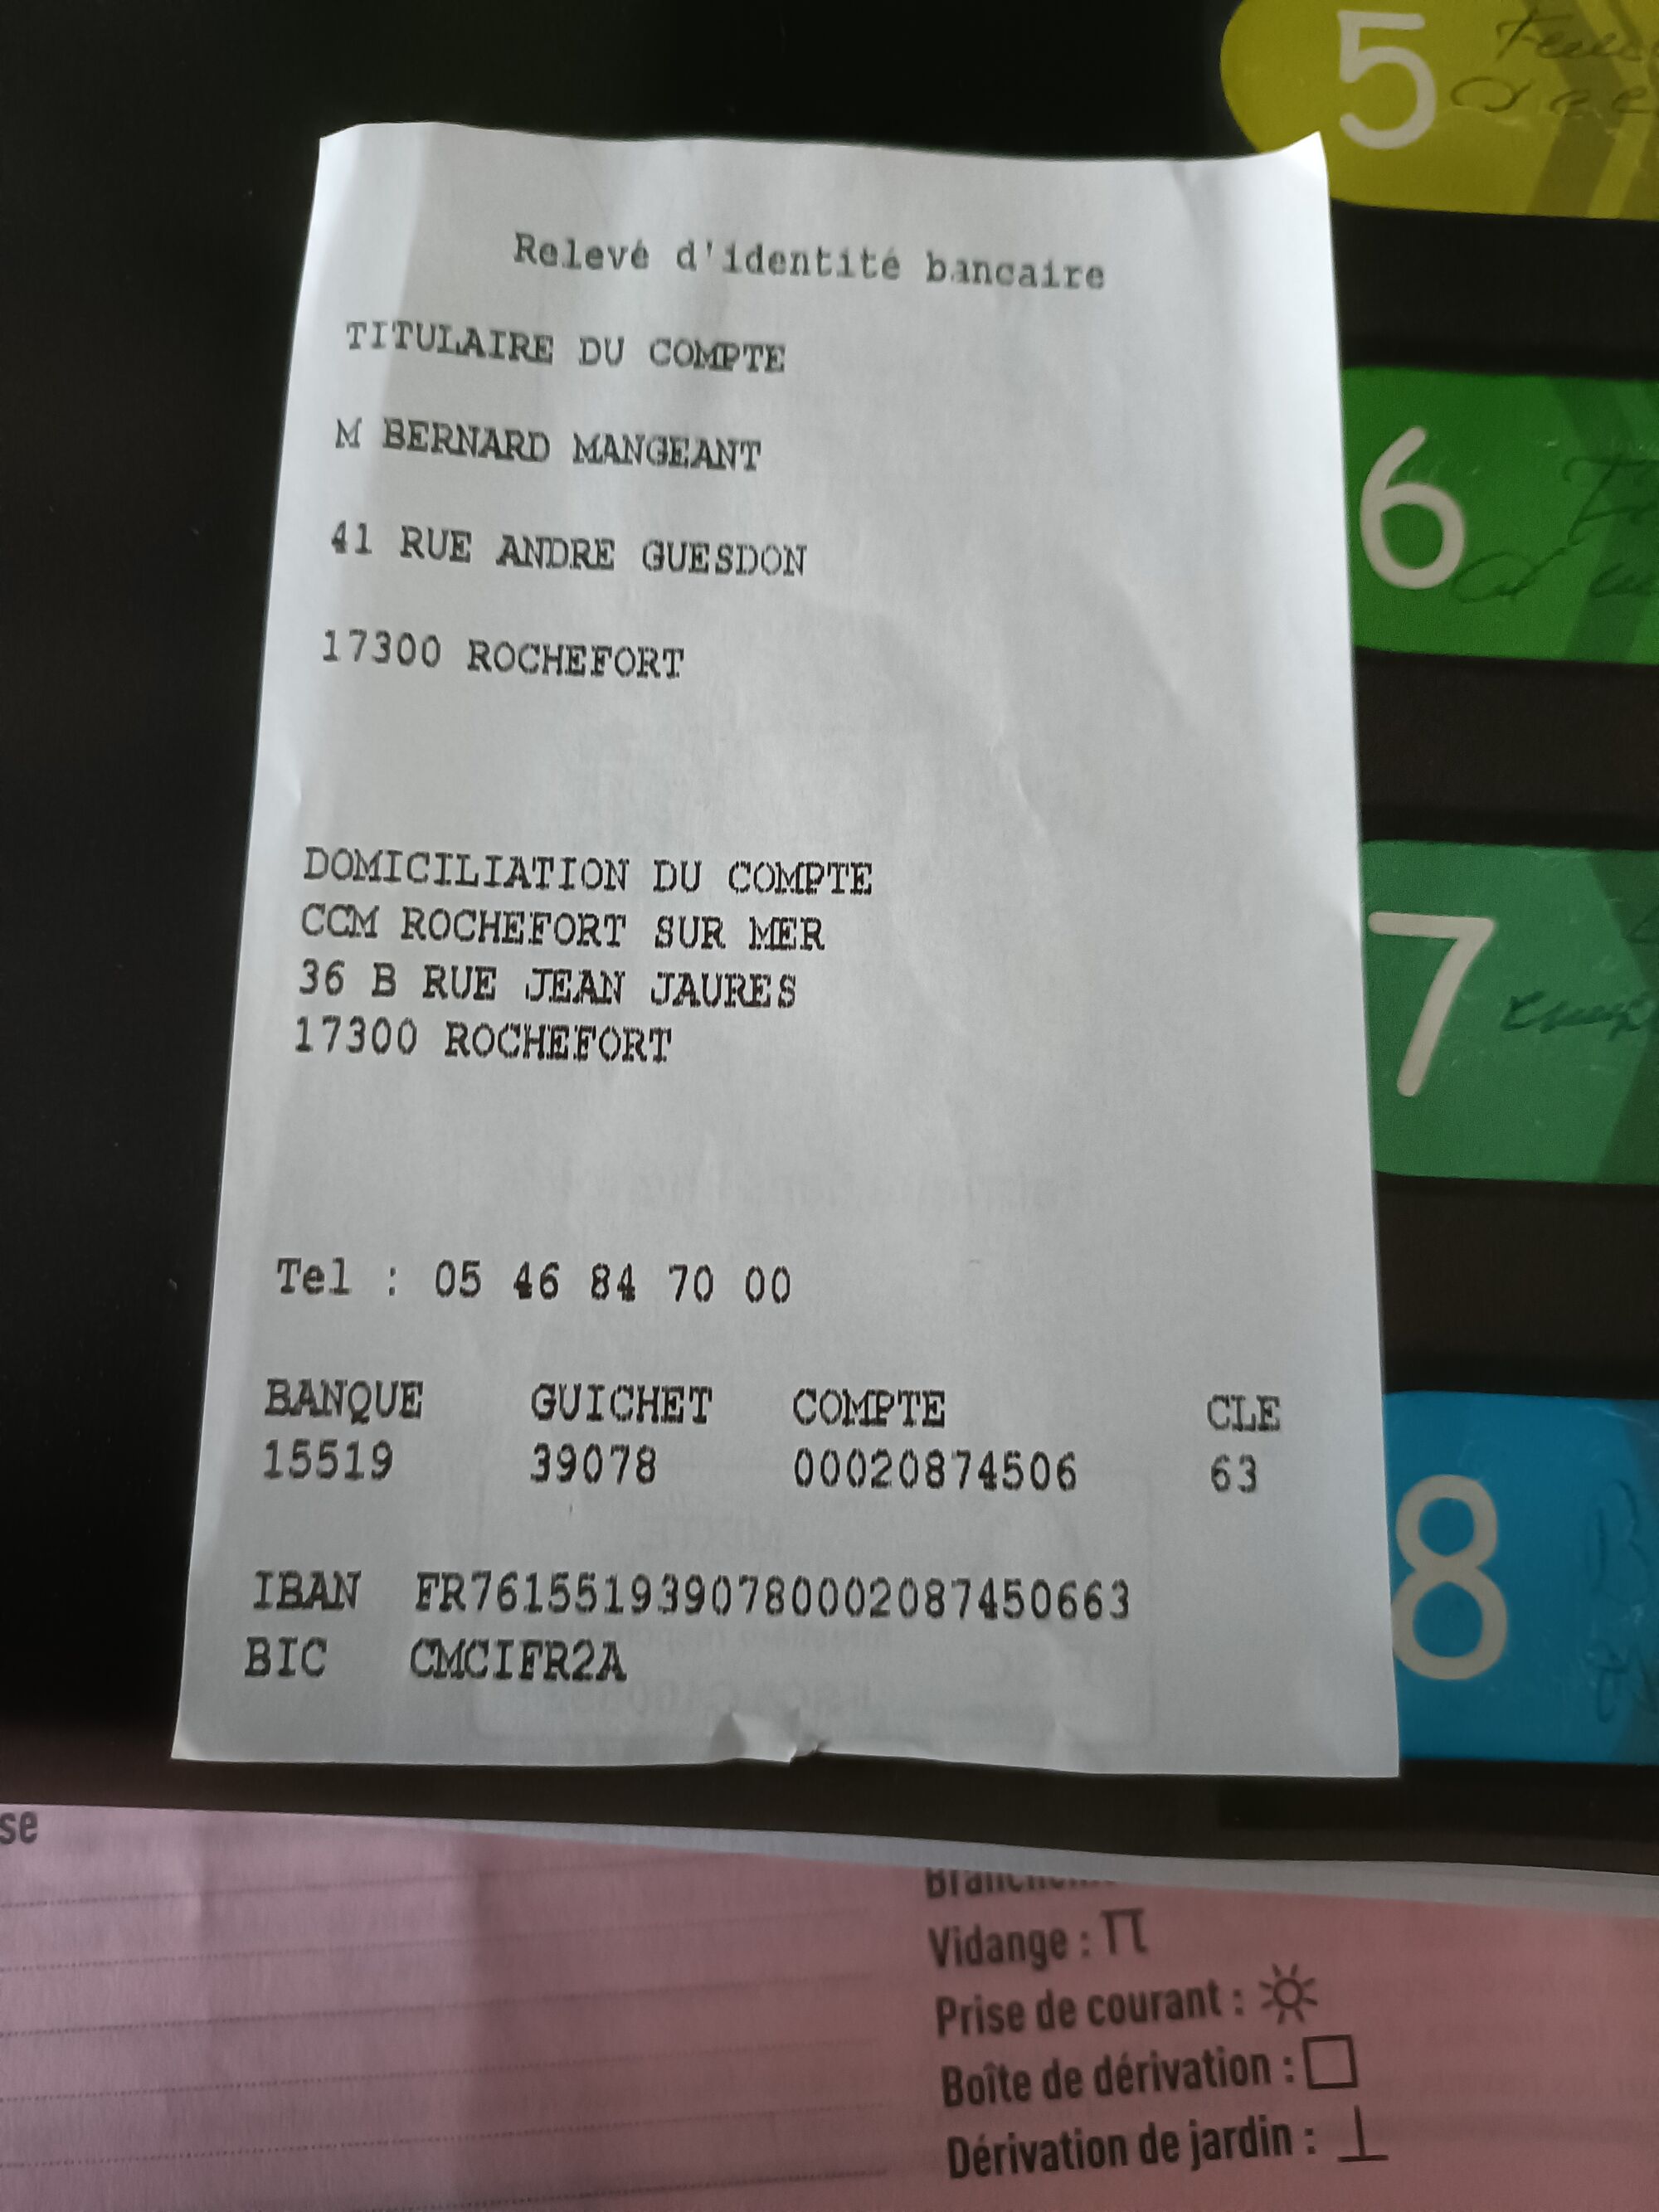 5
Relevé d'identité bancaire
TITULAIRE DU COMPTE
M BERNARD MANGEANT
41 RUE ANDRE GUESDON
17300 ROCHEFORT
6
DOMICILIATION DU COMPTE
CCM ROCHEFORT SUR MER
36 B RUE JEAN JAURES
17300 ROCHEFORT
7
Tel : 05 46 84 70 00
BANQUE GUICHET COMPTE CLE
15519 39078 00020874506 63
IBAN FR7615519390780002087450663
BIC CMCIFR2A
8
se
Vidange :
Prise de courant :
Boîte de dérivation :
Dérivation de jardin :